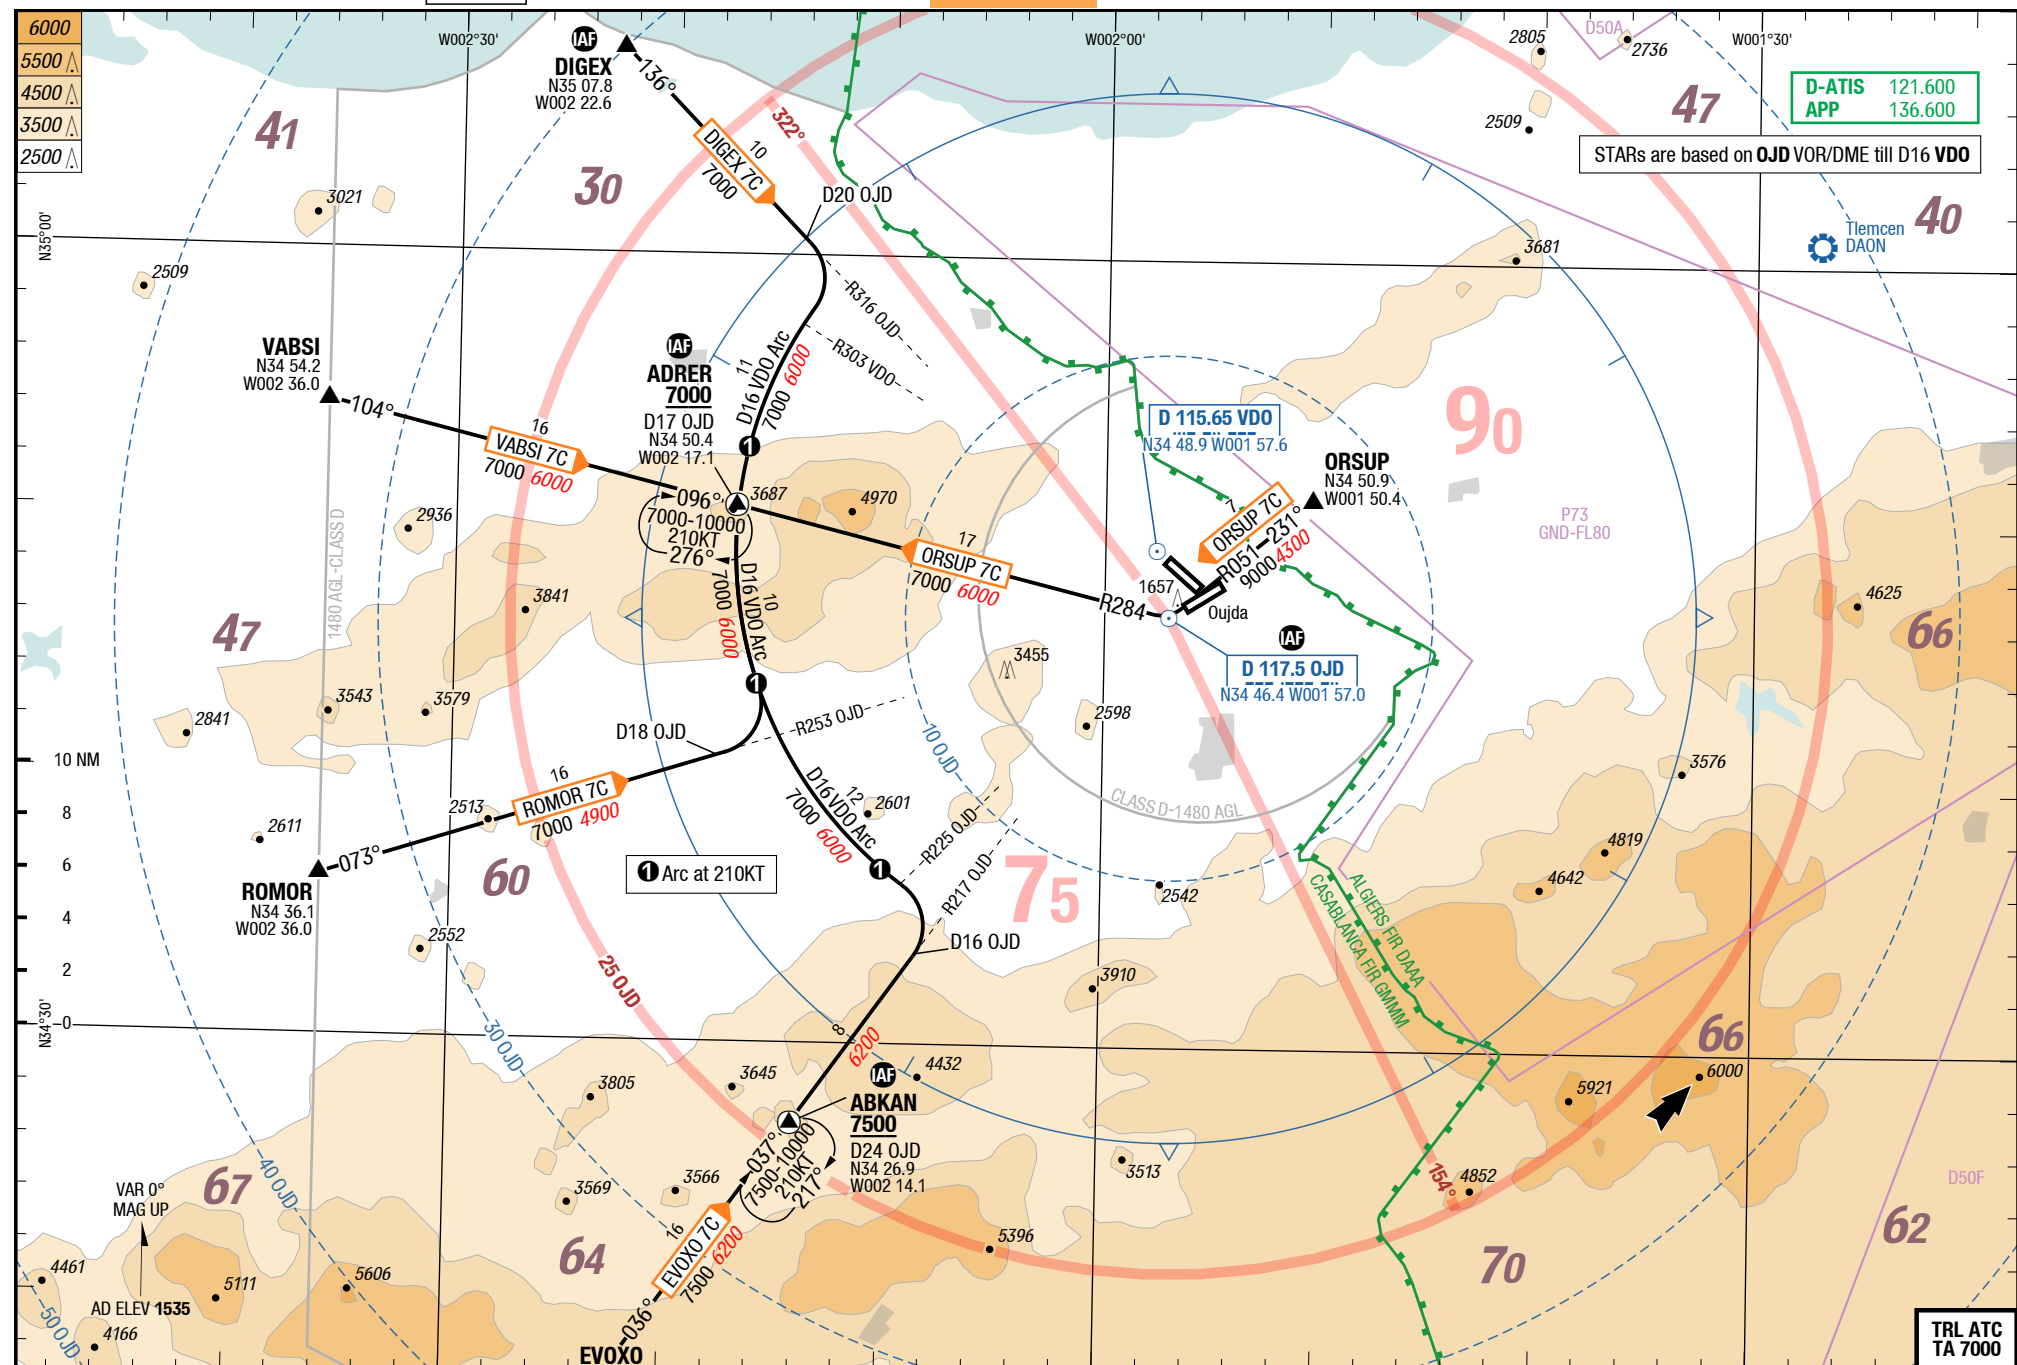 6000
5500
4500
3500
2500
W002°30'
W002°00'
W001°30'
IAF
DIGEX
N35 07.8
W002 22.6
136°
10
DIGEX 7C
7000
D20 OJD
322°
2805
D50A
2736
2509
D-ATIS 121.600
APP 136.600
STARs are based on OJD VOR/DME till D16 VDO
41
30
47
40
Tlemcen
DAON
3021
2509
3681
N35°00'
R316 OJD
R303 VDO
VABSI
N34 54.2
W002 36.0
104°
16
VABSI 7C
7000 6000
IAF
ADRER
7000
D17 OJD
N34 50.4
W002 17.1
11
D16 VDO Arc
7000 6000
1
096°
7000-10000
210KT
276°
3687
4970
D16 VDO Arc
10
7000 6000
1
17
ORSUP 7C
7000 6000
R284
D 115.65 VDO
N34 48.9 W001 57.6
90
ORSUP
N34 50.9
W001 50.4
7
ORSUP 7C
R051
231°
9000 4300
1657
Oujda
IAF
D 117.5 OJD
N34 46.4 W001 57.0
P73
GND-FL80
4625
66
1480 AGL-CLASS D
2936
3841
47
3543
3579
2841
3455
2598
D18 OJD
R253 OJD
10 OJD
10 NM
8
6
4
2
0
N34°30'
16
ROMOR 7C
7000 4900
2513
2611
073°
ROMOR
N34 36.1
W002 36.0
60
1 Arc at 210KT
D16 VDO Arc
12
7000 6000
1
2601
R225 OJD
R217 OJD
CLASS D-1480 AGL
3576
4819
4642
2542
75
D16 OJD
ALGIERS FIR DAAA
CASABLANCA FIR GMMM
2552
25 OJD
30 OJD
3910
8
6200
66
6000
5921
3805
3645
4432
IAF
ABKAN
7500
D24 OJD
N34 26.9
W002 14.1
037°
7500-10000
210KT
217°
3513
4852
154°
D50F
3566
3569
40 OJD
VAR 0°
MAG UP
67
16
EVOXO 7C
7500 6200
64
5396
62
70
4461
5111
5606
AD ELEV 1535
4166
50 OJD
036°
EVOXO
TRL ATC
TA 7000